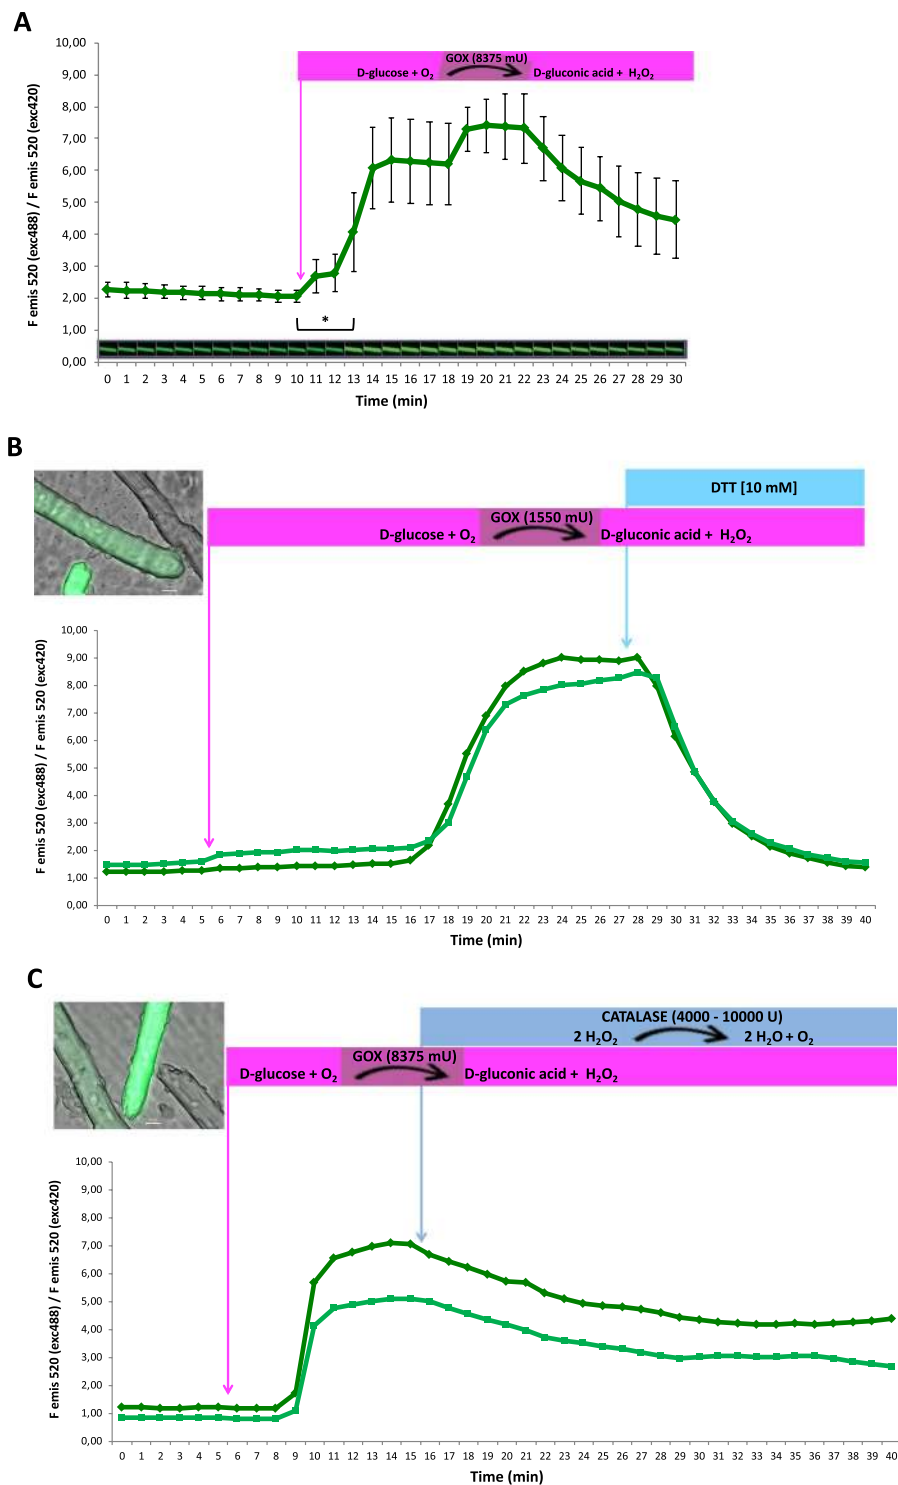 A
GOX (8375 mU)
D-glucose + O₂ D-gluconic acid + H₂O₂
F emis 520 (exc488) / F emis 520 (exc420)
10,00
9,00
8,00
7,00
6,00
5,00
4,00
3,00
2,00
1,00
0,00
*
0 1 2 3 4 5 6 7 8 9 10 11 12 13 14 15 16 17 18 19 20 21 22 23 24 25 26 27 28 29 30
Time (min)
B
DTT [10 mM]
GOX (1550 mU)
D-glucose + O₂ D-gluconic acid + H₂O₂
F emis 520 (exc488) / F emis 520 (exc420)
10,00
9,00
8,00
7,00
6,00
5,00
4,00
3,00
2,00
1,00
0,00
0 1 2 3 4 5 6 7 8 9 10 11 12 13 14 15 16 17 18 19 20 21 22 23 24 25 26 27 28 29 30 31 32 33 34 35 36 37 38 39 40
Time (min)
C
CATALASE (4000 - 10000 U)
2 H₂O₂ 2 H₂O + O₂
GOX (8375 mU)
D-glucose + O₂ D-gluconic acid + H₂O₂
F emis 520 (exc488) / F emis 520 (exc420)
10,00
9,00
8,00
7,00
6,00
5,00
4,00
3,00
2,00
1,00
0,00
0 1 2 3 4 5 6 7 8 9 10 11 12 13 14 15 16 17 18 19 20 21 22 23 24 25 26 27 28 29 30 31 32 33 34 35 36 37 38 39 40
Time (min)